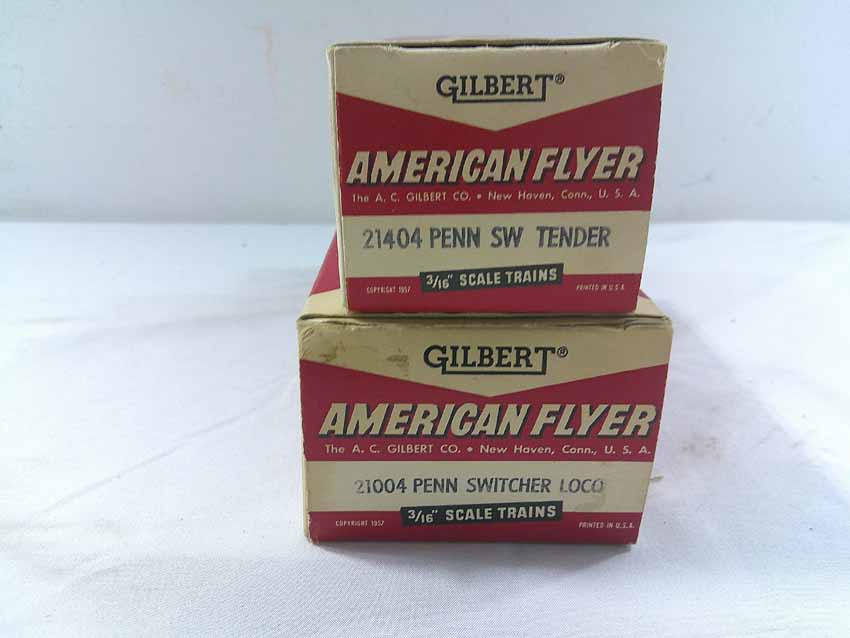 GILBERT®
AMERICAN FLYER
The A. C. GILBERT CO. • New Haven, Conn., U. S. A.
21404 PENN SW TENDER
COPYRIGHT 1957 3/16" SCALE TRAINS PRINTED IN U.S.A.
GILBERT®
AMERICAN FLYER
The A. C. GILBERT CO. • New Haven, Conn., U. S. A.
21004 PENN SWITCHER LOCO
COPYRIGHT 1957 3/16" SCALE TRAINS PRINTED IN U.S.A.